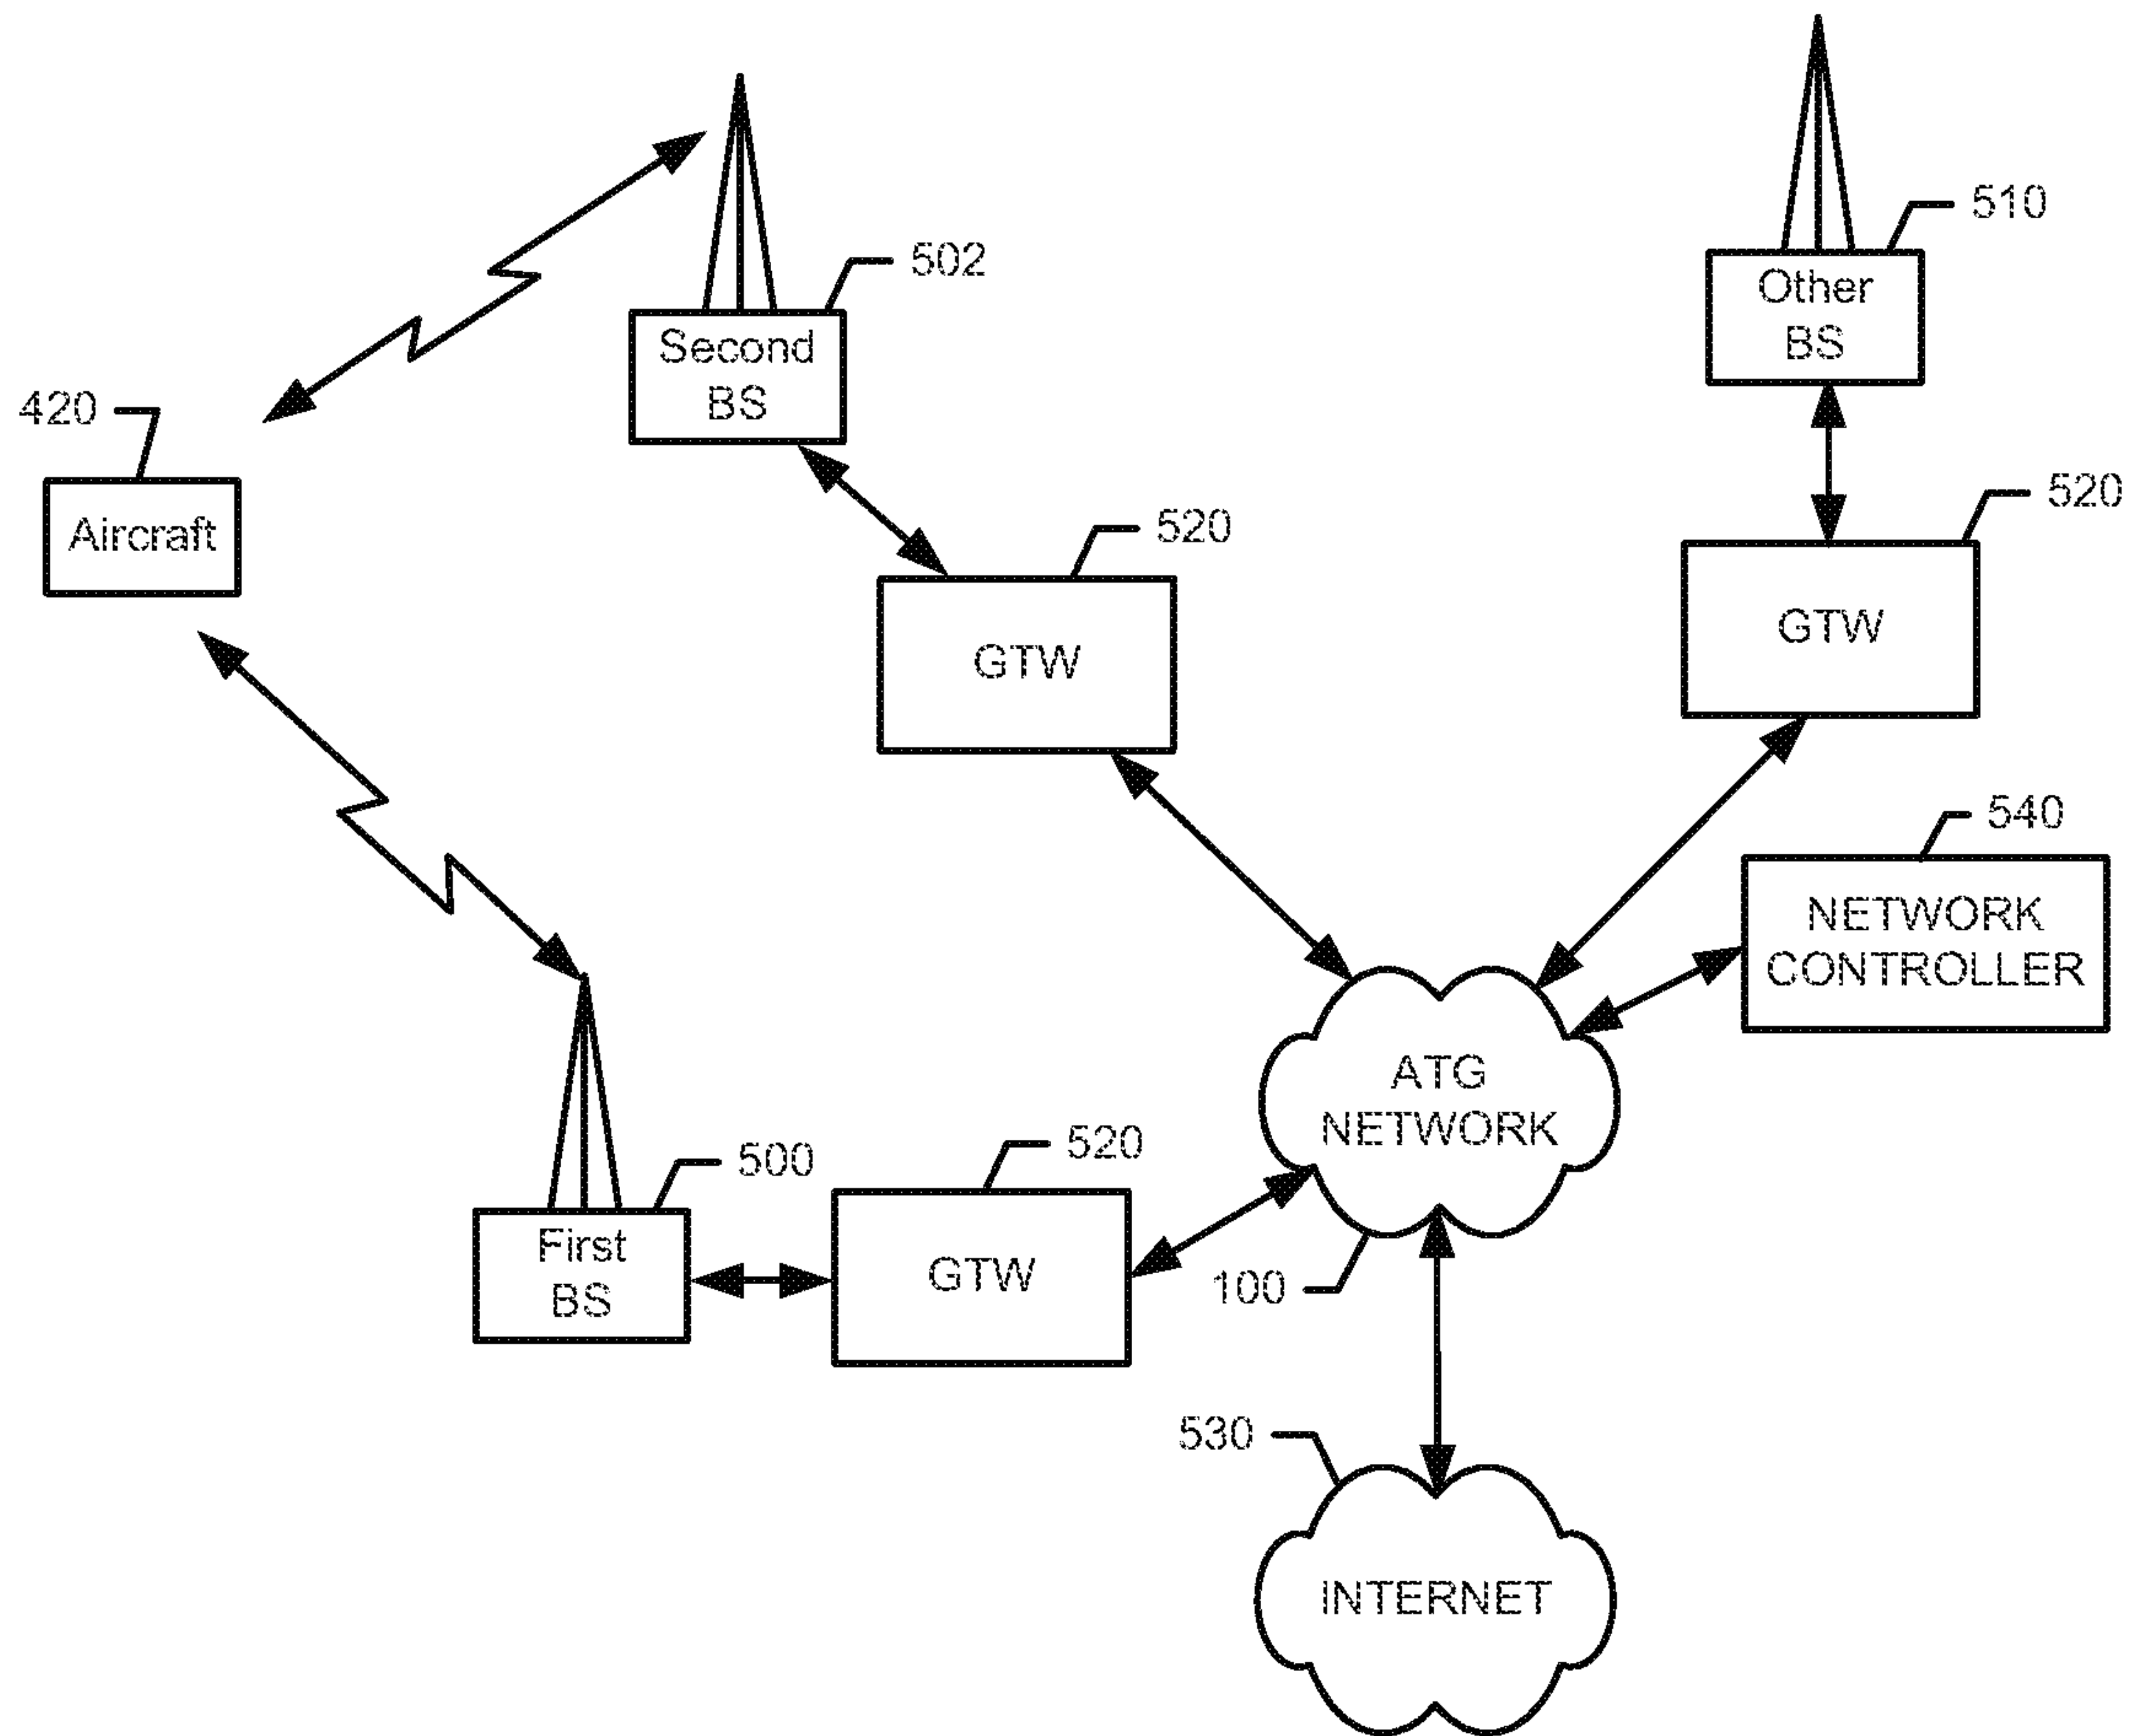 510
502
Other
BS
Second
BS
420
520
520
Aircraft
GTW
GTW
540
NETWORK
CONTROLLER
ATG
NETWORK
520
500
First
BS
GTW
100
530
INTERNET